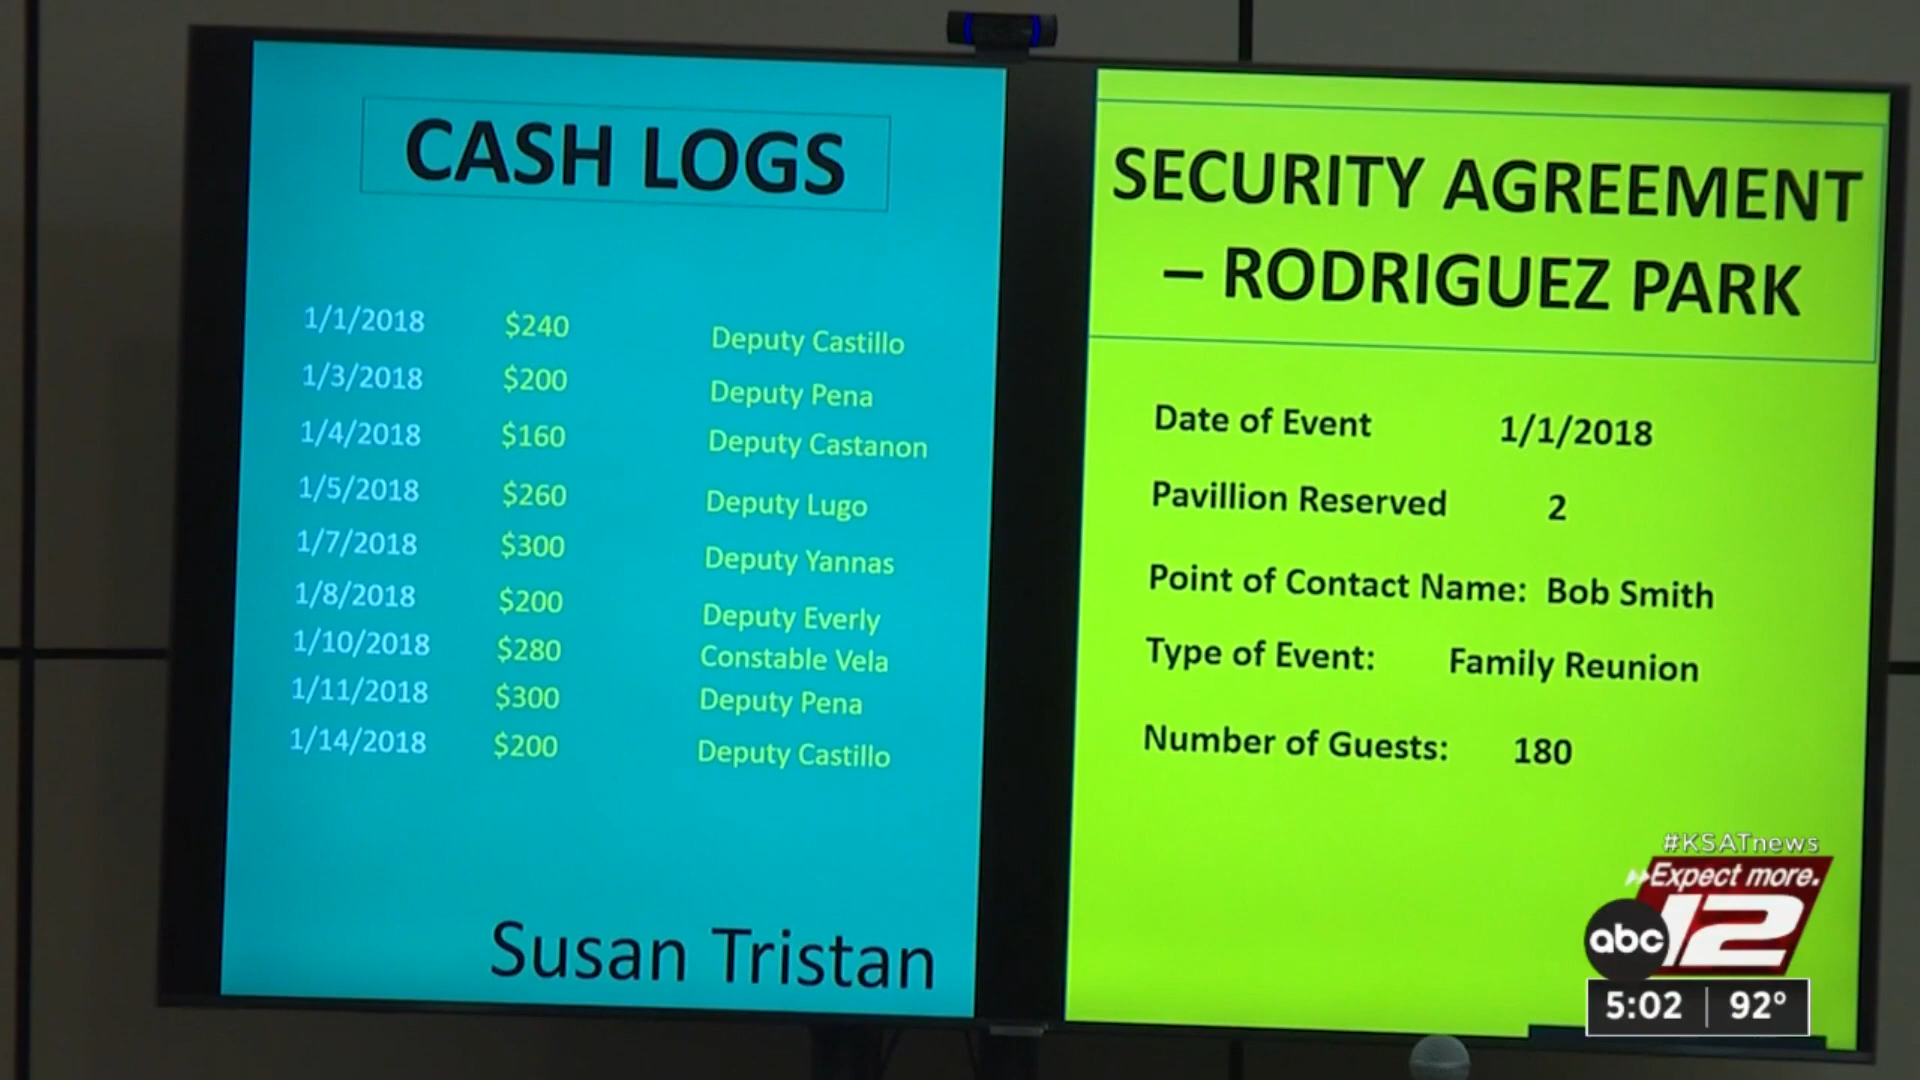 CASH LOGS
1/1/2018 $240 Deputy Castillo
1/3/2018 $200 Deputy Pena
1/4/2018 $160 Deputy Castanon
1/5/2018 $260 Deputy Lugo
1/7/2018 $300 Deputy Yannas
1/8/2018 $200 Deputy Everly
1/10/2018 $280 Constable Vela
1/11/2018 $300 Deputy Pena
1/14/2018 $200 Deputy Castillo
Susan Tristan
SECURITY AGREEMENT
– RODRIGUEZ PARK
Date of Event 1/1/2018
Pavillion Reserved 2
Point of Contact Name: Bob Smith
Type of Event: Family Reunion
Number of Guests: 180
#KSATnews
Expect more.
abc 12
5:02 92°